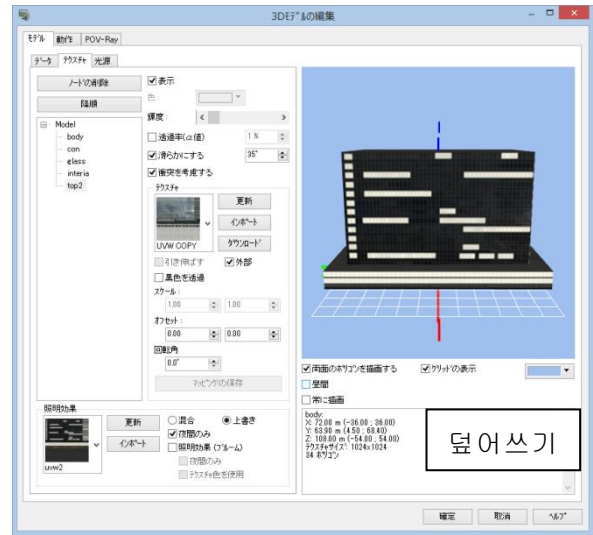 3Dﾓﾃﾞﾙの編集
ﾓﾃﾞﾙ 動作 POV-Ray
ﾃﾞｰﾀ ﾃｸｽﾁｬ 光源
ﾉｰﾄﾞの削除
降順
Model
body
con
glass
interia
top2
表示
色
輝度:
透過率(α値) 1 %
滑らかにする 35°
衝突を考慮する
ﾃｸｽﾁｬ
UVW COPY
更新
ｲﾝﾎﾟｰﾄ
ﾀﾞｳﾝﾛｰﾄﾞ
引き伸ばす 外部
黒色を透過
ｽｹｰﾙ:
1.00 1.00
ｵﾌｾｯﾄ:
0.00 0.00
回転角
0.0°
ﾏｯﾋﾟﾝｸﾞの保存
照明効果
uvw2
更新
ｲﾝﾎﾟｰﾄ
混合 上書き
夜間のみ
照明効果 (ﾌﾞﾙｰﾑ)
夜間のみ
ﾃｸｽﾁｬ色を使用
両面のﾎﾟﾘｺﾞﾝを描画する ｸﾞﾘｯﾄﾞの表示
昼間
常に描画
body:
X: 72.00 m (-36.00 ; 36.00)
Y: 63.90 m (4.50 ; 68.40)
Z: 108.00 m (-54.00 ; 54.00)
ﾃｸｽﾁｬｻｲｽﾞ: 1024x1024
34 ﾎﾟﾘｺﾞﾝ
덮어쓰기
確定 取消 ﾍﾙﾌﾟ